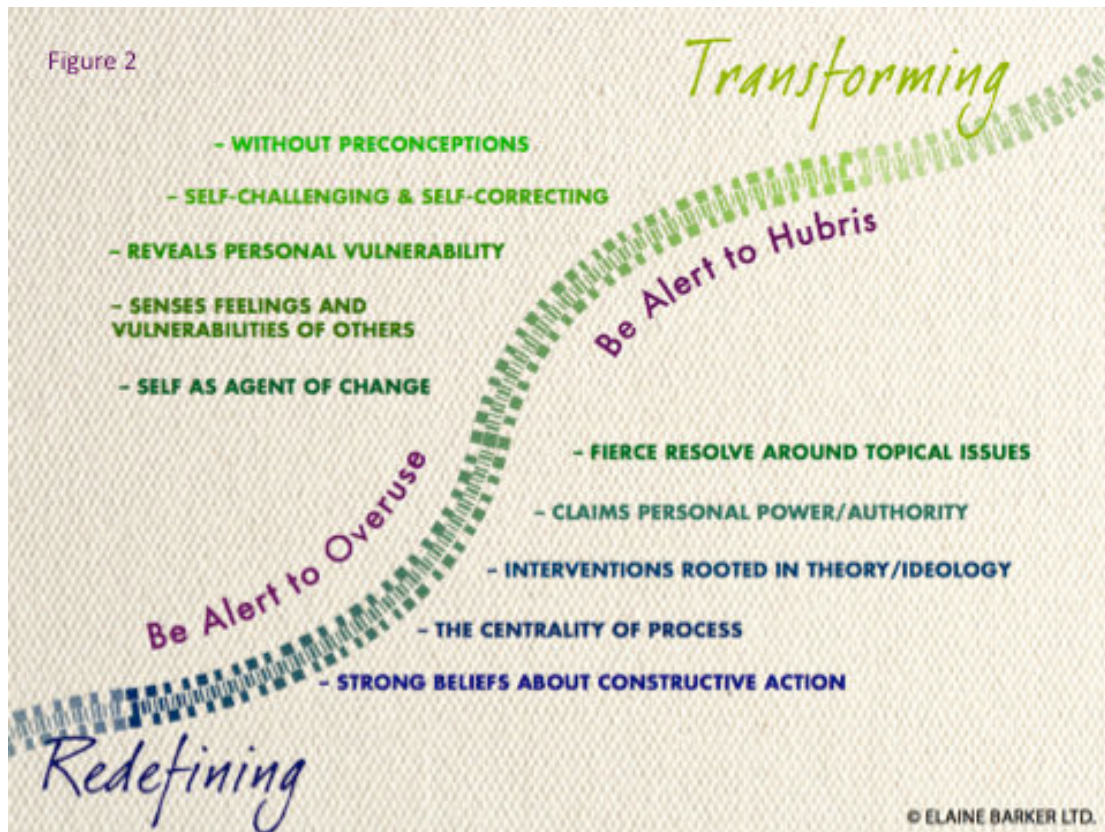 Figure 2
Transforming
– WITHOUT PRECONCEPTIONS
– SELF-CHALLENGING & SELF-CORRECTING
– REVEALS PERSONAL VULNERABILITY
– SENSES FEELINGS AND
VULNERABILITIES OF OTHERS
– SELF AS AGENT OF CHANGE
Be Alert to Hubris
Be Alert to Overuse
– FIERCE RESOLVE AROUND TOPICAL ISSUES
– CLAIMS PERSONAL POWER/AUTHORITY
– INTERVENTIONS ROOTED IN THEORY/IDEOLOGY
– THE CENTRALITY OF PROCESS
– STRONG BELIEFS ABOUT CONSTRUCTIVE ACTION
Redefining
© ELAINE BARKER LTD.